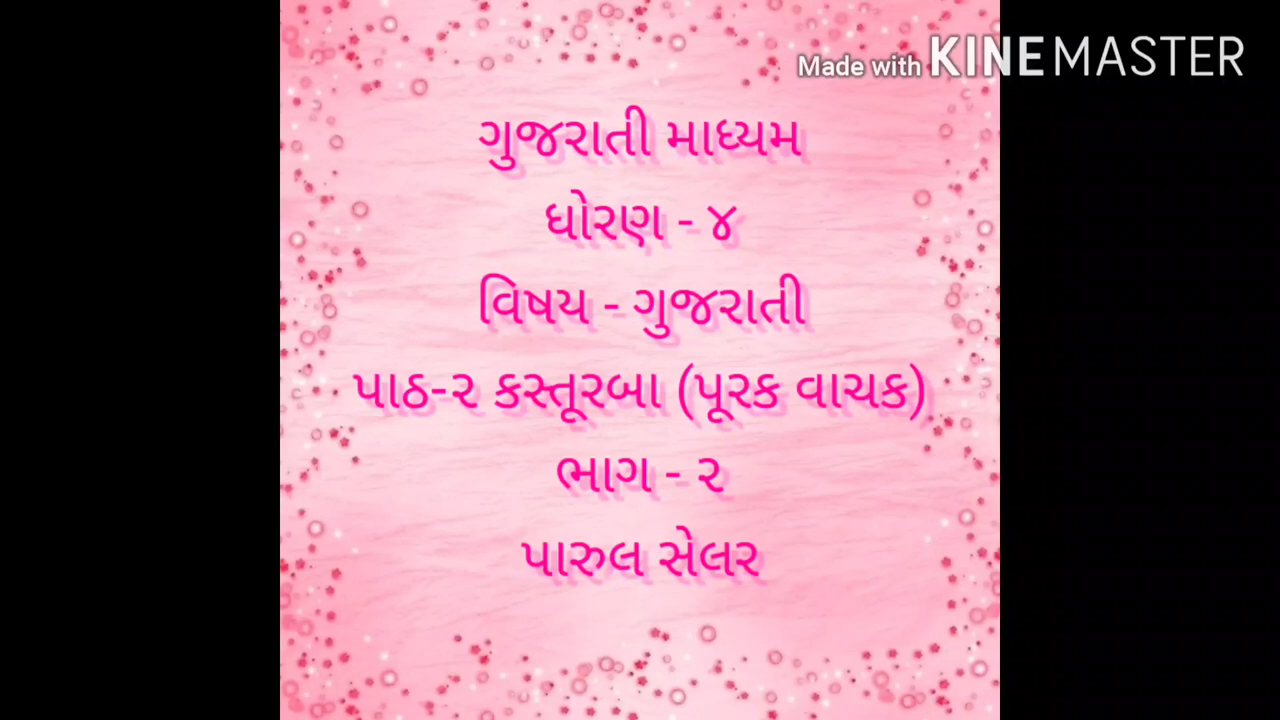 Made with KINEMASTER
ગુજરાતી માધ્યમ
ધોરણ - ૪
વિષય - ગુજરાતી
પાઠ-૨ કસ્તૂરબા (પૂરક વાચક)
ભાગ - ૨
પારુલ સેલર